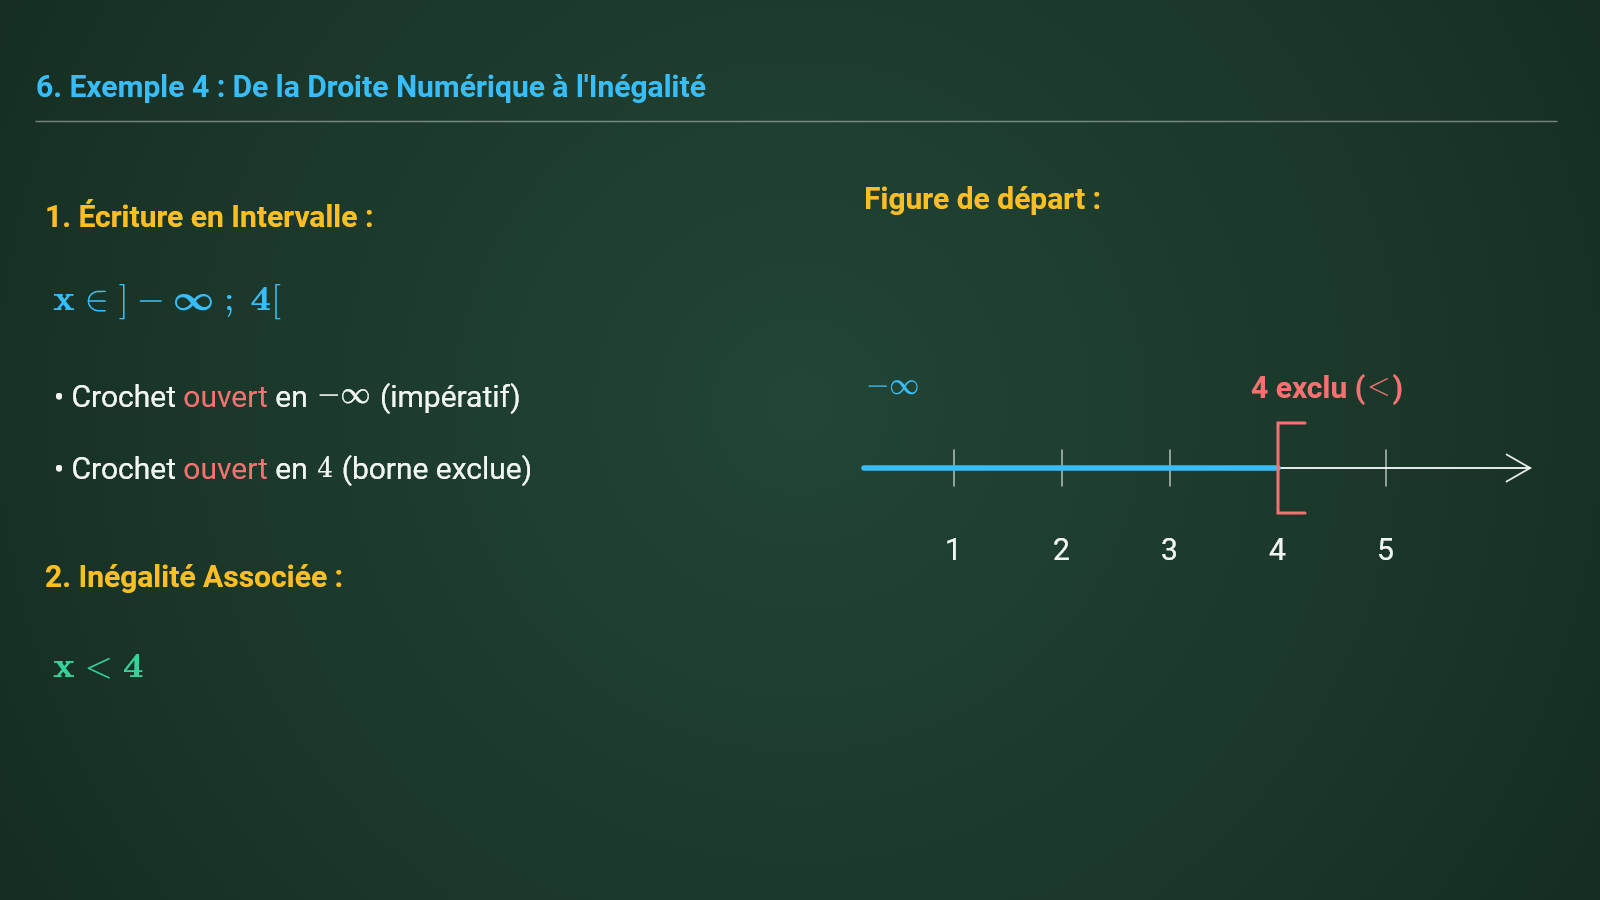 6. Exemple 4 : De la Droite Numérique à l'Inégalité
1. Écriture en Intervalle :
x ∈ ] − ∞ ; 4[
• Crochet ouvert en −∞ (impératif)
• Crochet ouvert en 4 (borne exclue)
2. Inégalité Associée :
x < 4
Figure de départ :
−∞
4 exclu (<)
1 2 3 4 5